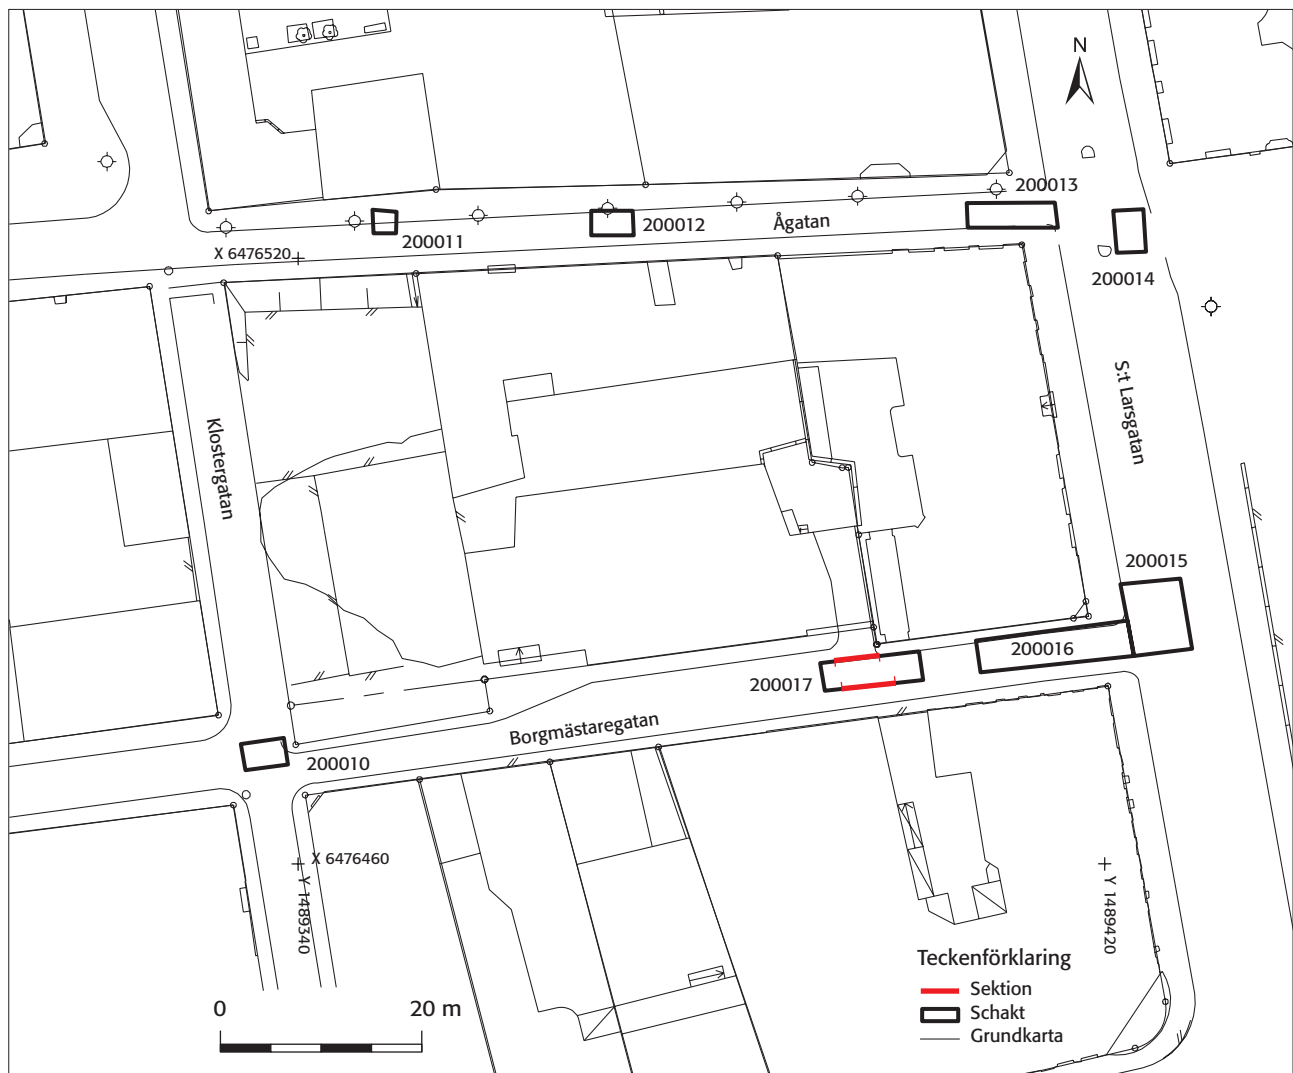 N
200013
200011
200012
Ågatan
X 6476520
200014
S:t Larsgatan
Klostergatan
200015
200016
200017
Borgmästaregatan
200010
X 6476460
Y 1489340
Y 1489420
Teckenförklaring
Sektion
Schakt
Grundkarta
0 20 m